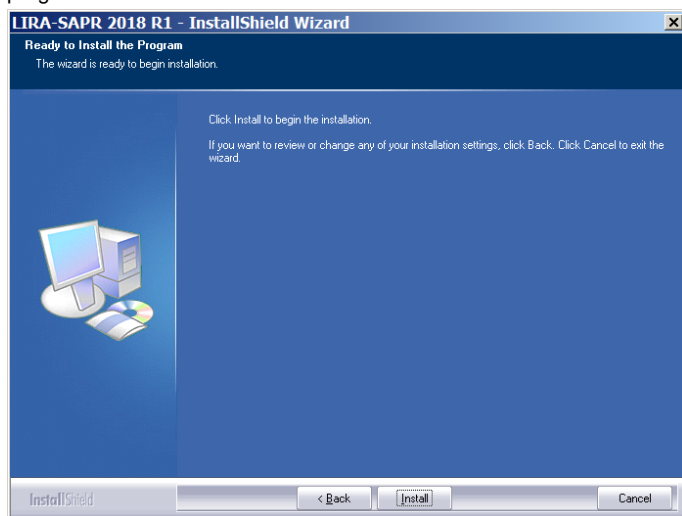 LIRA-SAPR 2018 R1 - InstallShield Wizard
Ready to Install the Program
The wizard is ready to begin installation.
Click Install to begin the installation.
If you want to review or change any of your installation settings, click Back. Click Cancel to exit the
wizard.
InstallShield
< Back
Install
Cancel